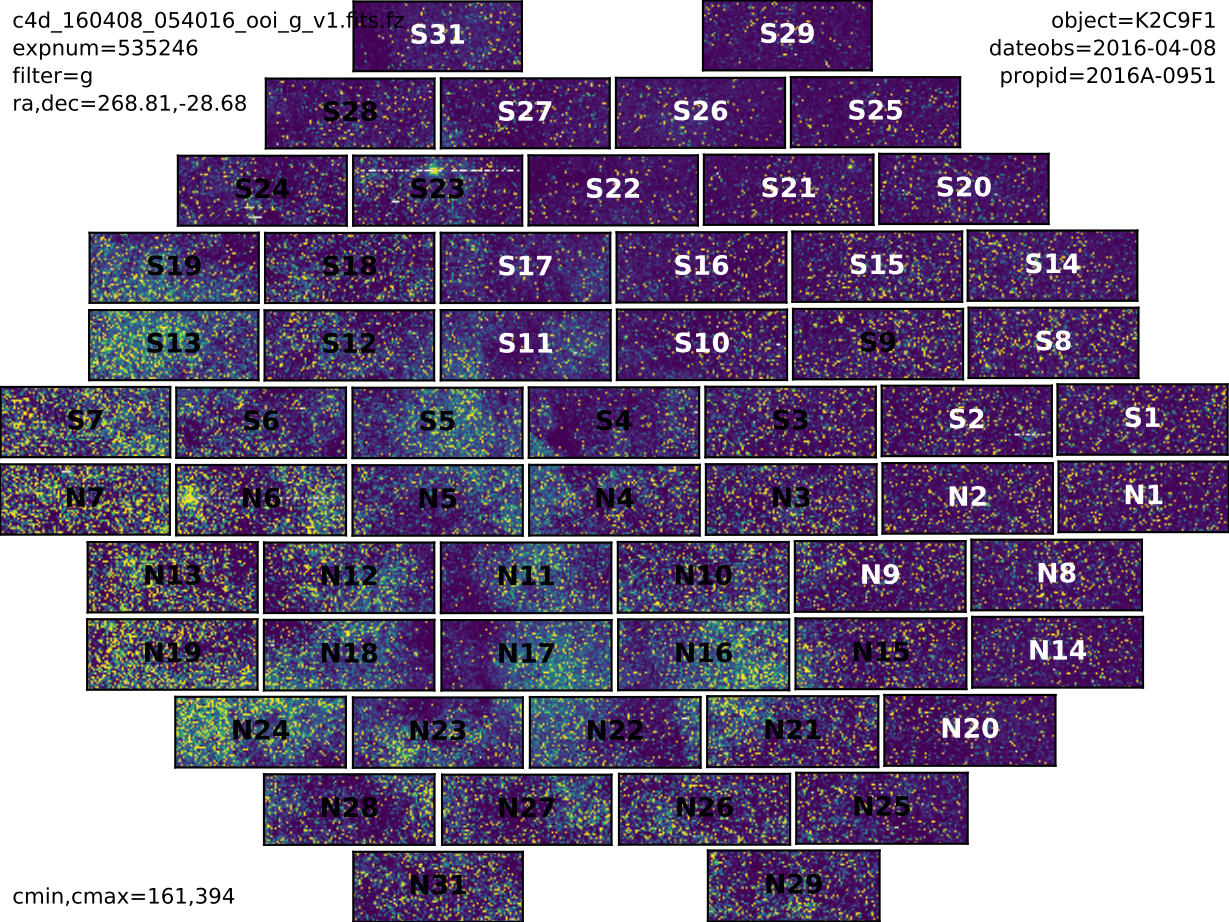 c4d_160408_054016_ooi_g_v1.fits.fz
expnum=535246
filter=g
ra,dec=268.81,-28.68
object=K2C9F1
dateobs=2016-04-08
propid=2016A-0951
S31 S29
S28 S27 S26 S25
S24 S23 S22 S21 S20
S19 S18 S17 S16 S15 S14
S13 S12 S11 S10 S9 S8
S7 S6 S5 S4 S3 S2 S1
N7 N6 N5 N4 N3 N2 N1
N13 N12 N11 N10 N9 N8
N19 N18 N17 N16 N15 N14
N24 N23 N22 N21 N20
N28 N27 N26 N25
N31 N29
cmin,cmax=161,394